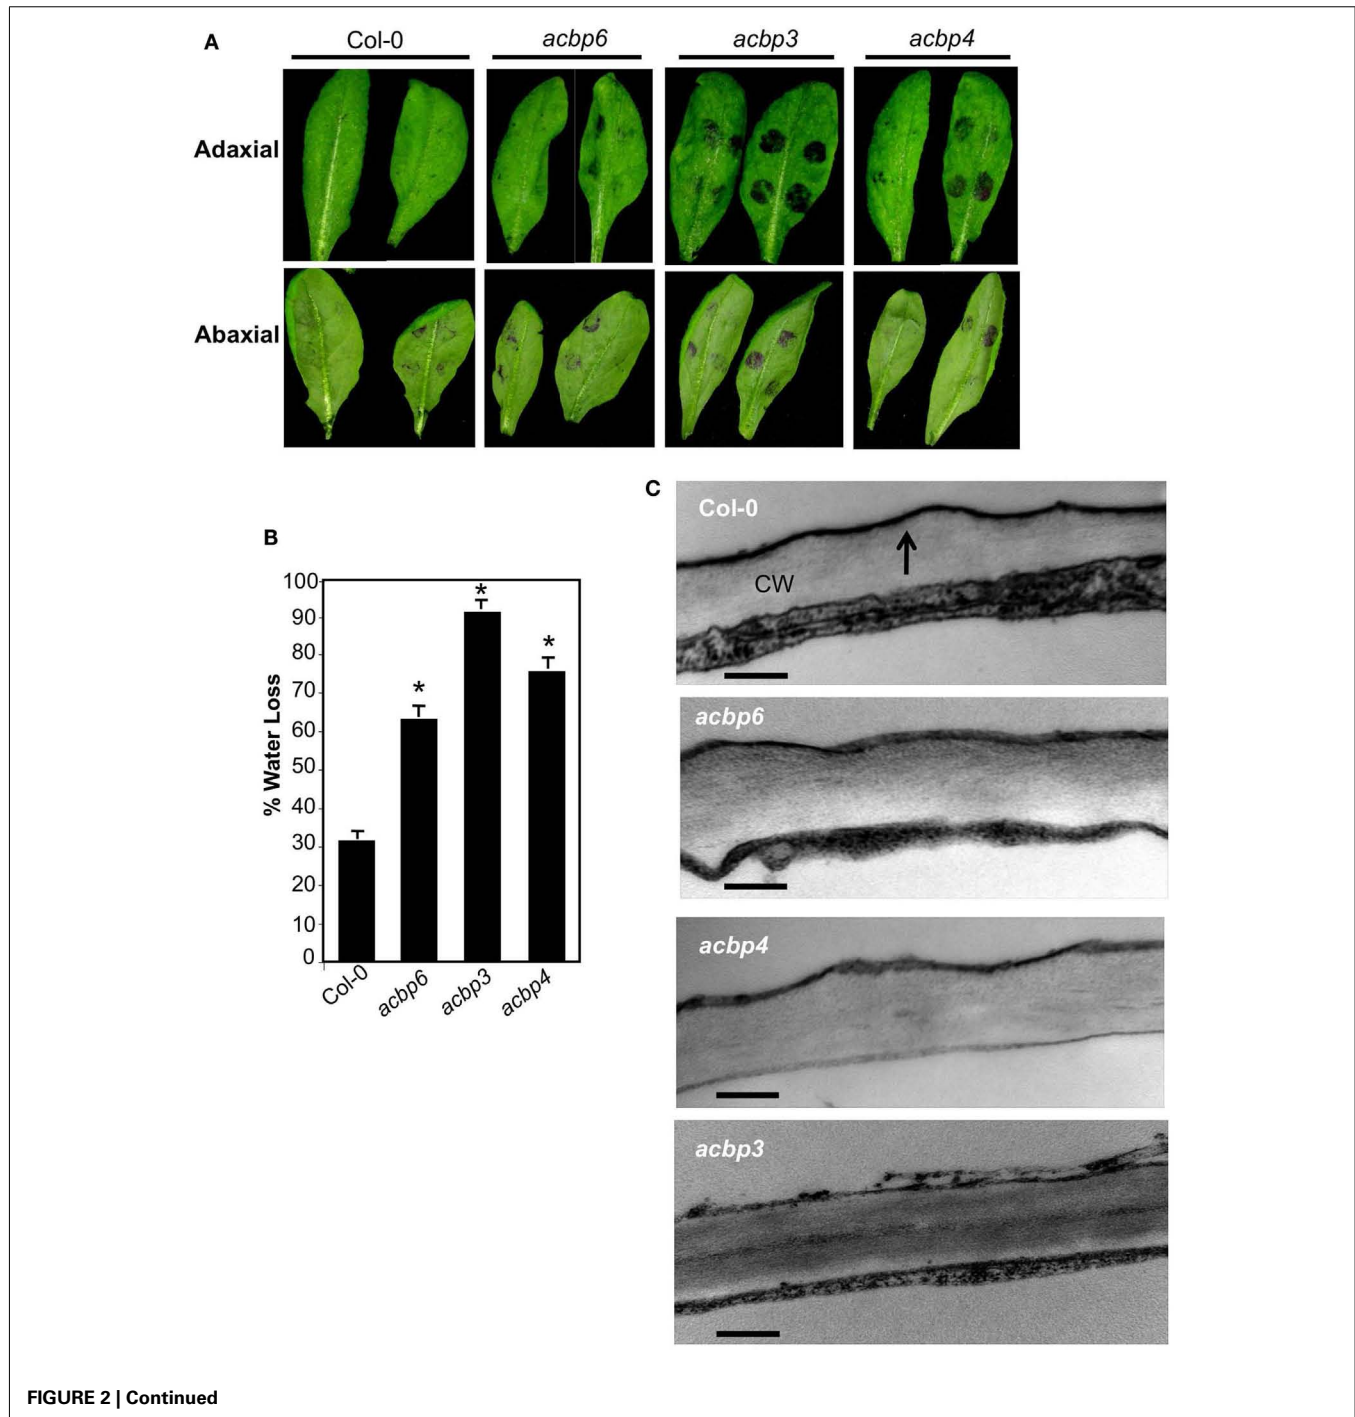 A
Col-0
acbp6
acbp3
acbp4
Adaxial
Abaxial
B
% Water Loss
100
90
80
70
60
50
40
30
20
10
0
*
*
*
Col-0
acbp6
acbp3
acbp4
C
Col-0
CW
acbp6
acbp4
acbp3
FIGURE 2 | Continued